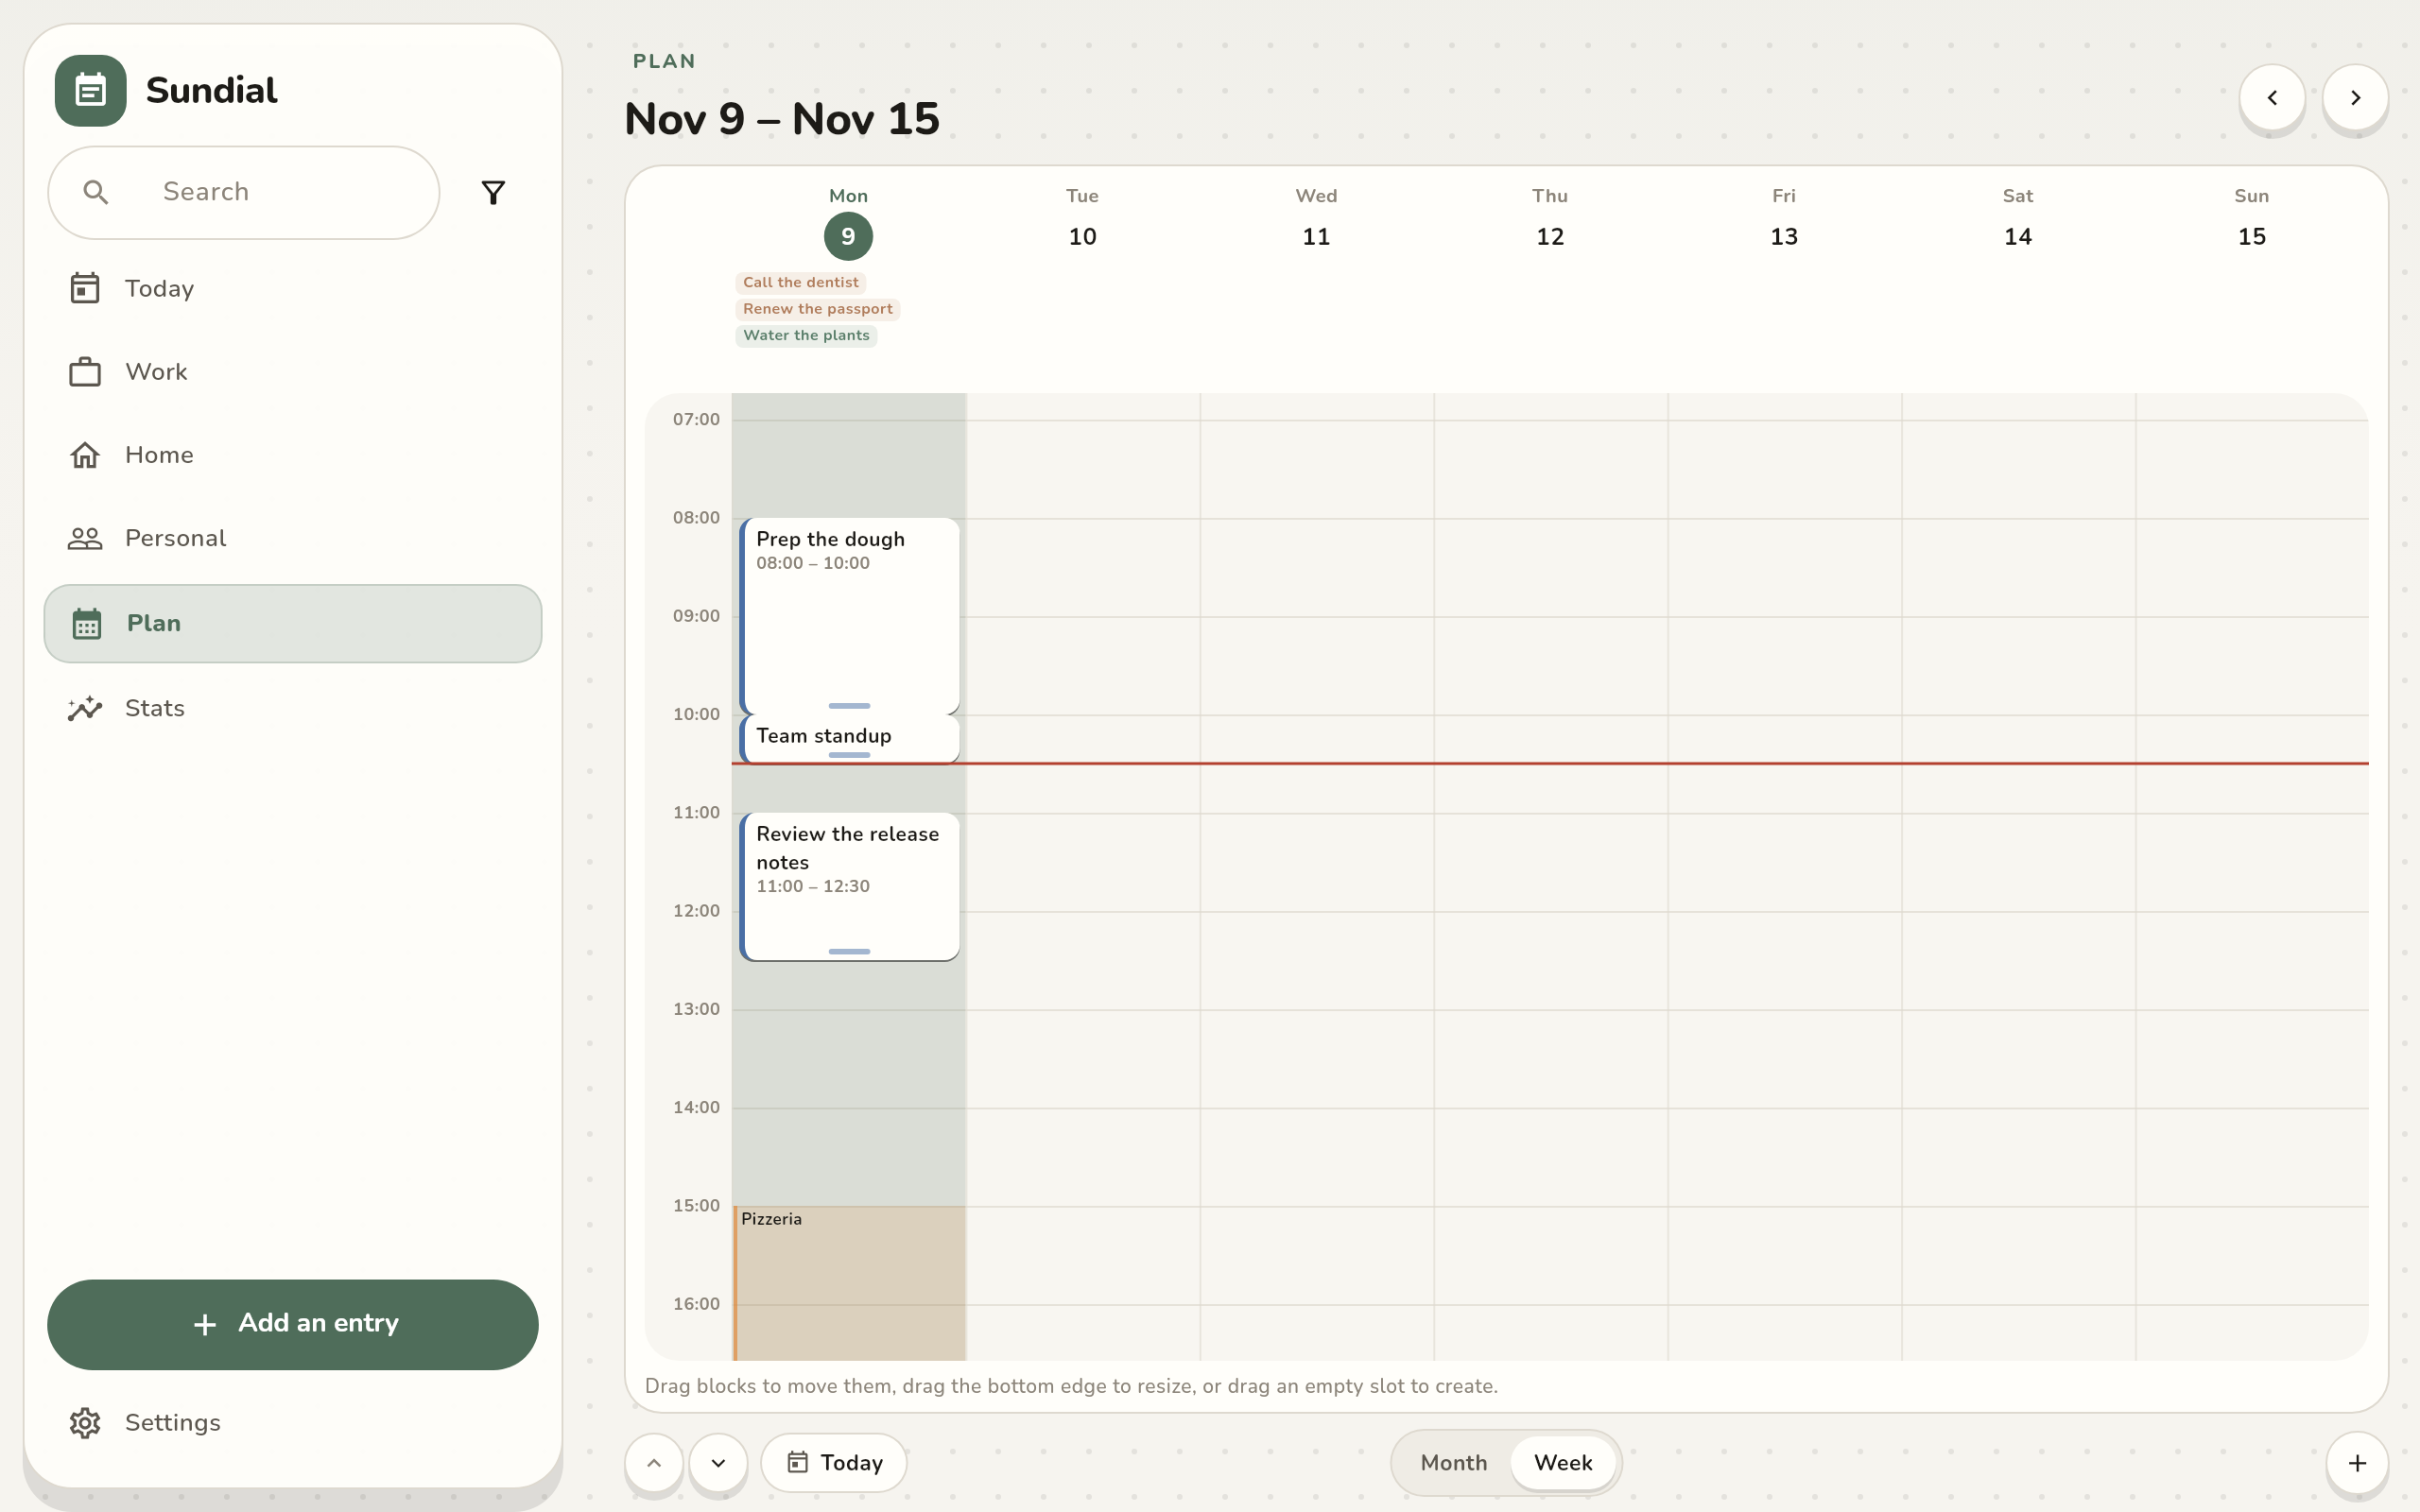 Sundial
Search
Today
Work
Home
Personal
Plan
Stats
Add an entry
Settings
PLAN
Nov 9 – Nov 15
Mon Tue Wed Thu Fri Sat Sun
9 10 11 12 13 14 15
Call the dentist
Renew the passport
Water the plants
07:00
08:00
Prep the dough
08:00 – 10:00
09:00
10:00
Team standup
11:00
Review the release
notes
11:00 – 12:30
12:00
13:00
14:00
15:00
Pizzeria
16:00
Drag blocks to move them, drag the bottom edge to resize, or drag an empty slot to create.
Today
Month Week